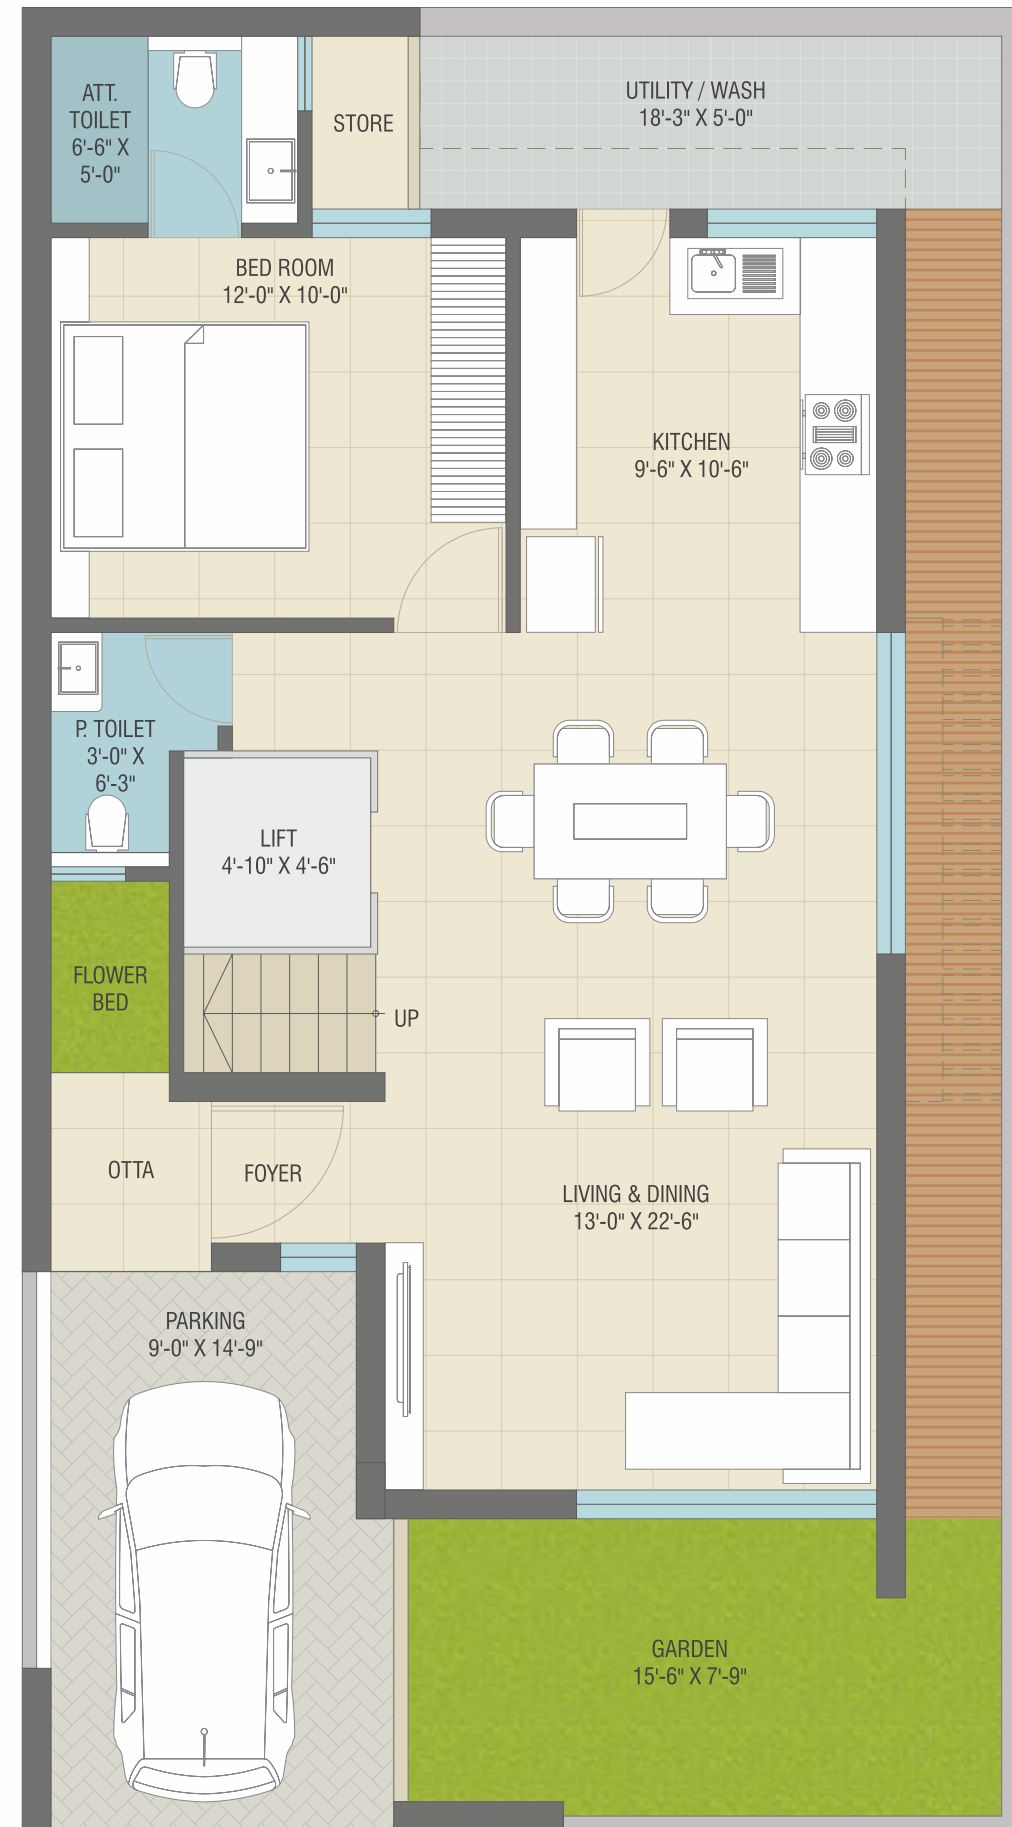 ATT.
TOILET
6'-6" X
5'-0"
STORE
UTILITY / WASH
18'-3" X 5'-0"
BED ROOM
12'-0" X 10'-0"
KITCHEN
9'-6" X 10'-6"
P. TOILET
3'-0" X
6'-3"
LIFT
4'-10" X 4'-6"
FLOWER
BED
UP
OTTA
FOYER
LIVING & DINING
13'-0" X 22'-6"
PARKING
9'-0" X 14'-9"
GARDEN
15'-6" X 7'-9"